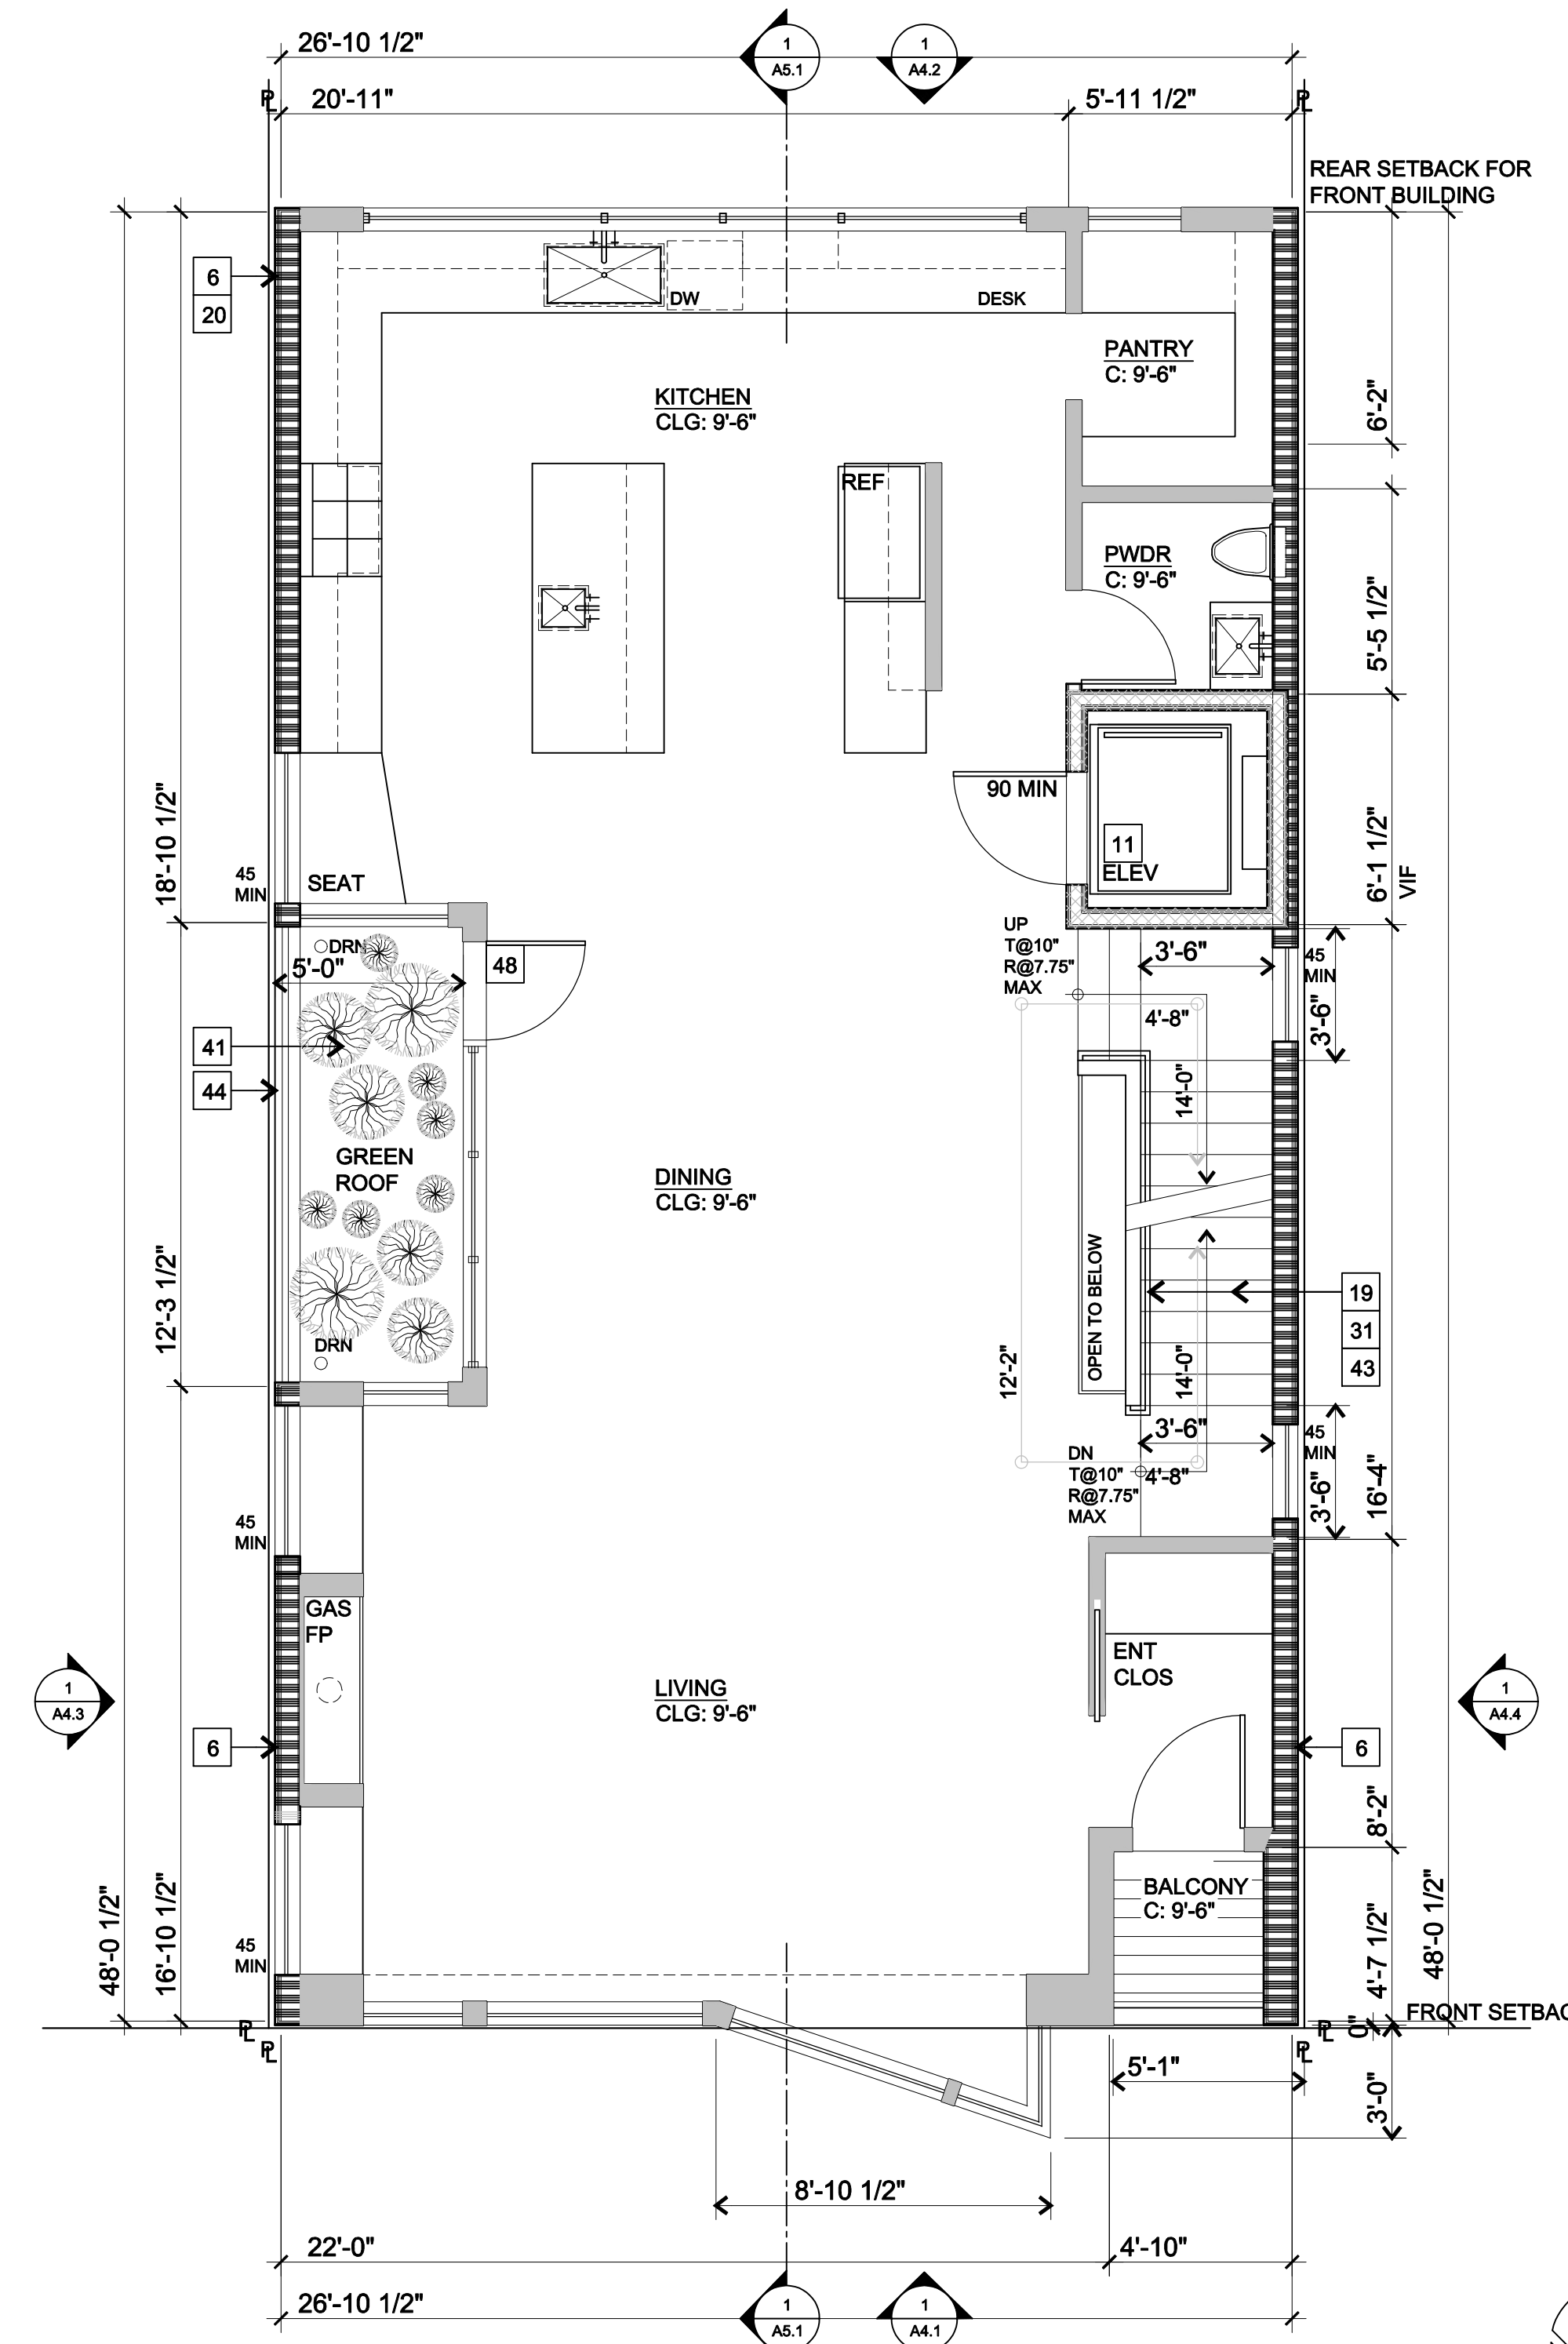 26'-10 1/2"
1
A5.1
1
A4.2
20'-11"
5'-11 1/2"
PL
PL
REAR SETBACK FOR
FRONT BUILDING
6
20
DW
DESK
PANTRY
C: 9'-6"
KITCHEN
CLG: 9'-6"
6'-2"
REF
PWDR
C: 9'-6"
5'-5 1/2"
90 MIN
11
ELEV
6'-1 1/2"
VIF
18'-10 1/2"
45
MIN
SEAT
UP
T@10"
R@7.75"
MAX
DRN
5'-0"
48
3'-6"
45
MIN
3'-6"
4'-8"
41
44
14'-0"
GREEN
ROOF
DINING
CLG: 9'-6"
OPEN TO BELOW
12'-3 1/2"
19
31
43
DRN
12'-2"
14'-0"
3'-6"
45
MIN
3'-6"
16'-4"
DN
T@10"
R@7.75"
MAX
4'-8"
45
MIN
GAS
FP
ENT
CLOS
LIVING
CLG: 9'-6"
1
A4.3
1
A4.4
6
6
8'-2"
BALCONY
C: 9'-6"
48'-0 1/2"
16'-10 1/2"
45
MIN
4'-7 1/2"
48'-0 1/2"
FRONT SETBAC
0"
PL
PL
PL
PL
5'-1"
3'-0"
8'-10 1/2"
22'-0"
4'-10"
26'-10 1/2"
1
A5.1
1
A4.1